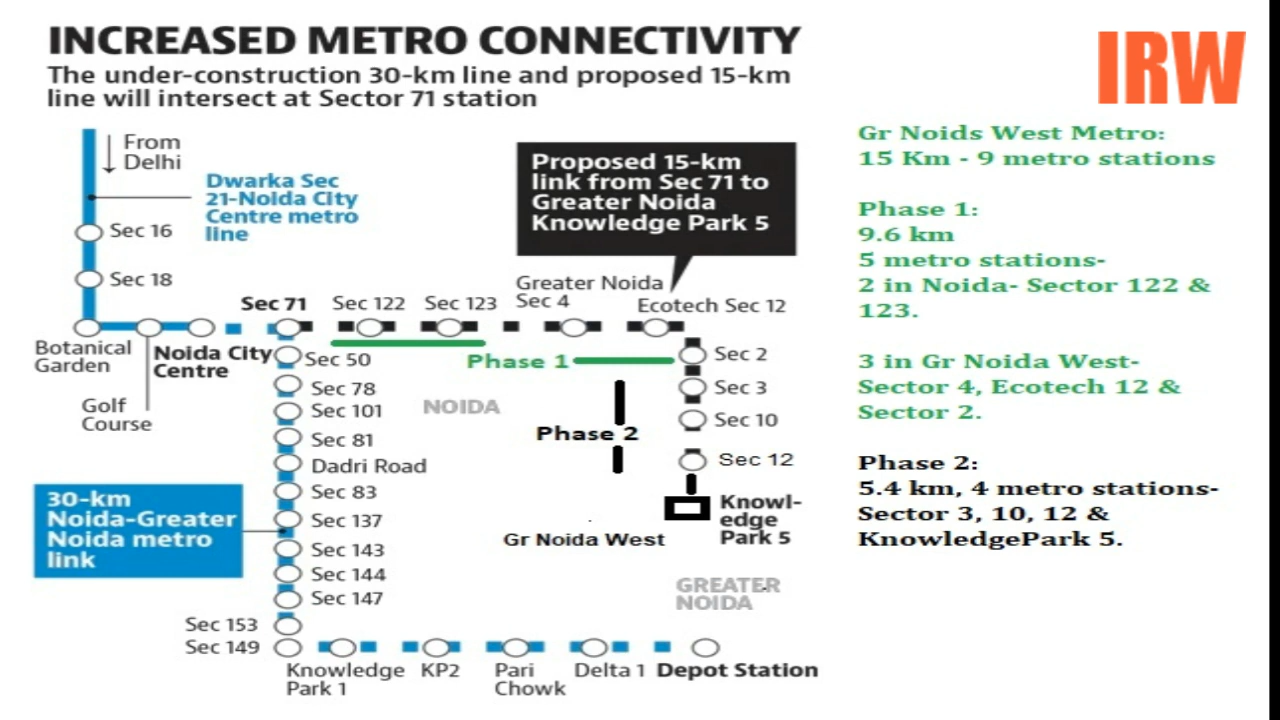 INCREASED METRO CONNECTIVITY
The under-construction 30-km line and proposed 15-km
line will intersect at Sector 71 station
IRW
From
Delhi
Dwarka Sec
21-Noida City
Centre metro
line
Sec 16
Sec 18
Botanical
Garden
Golf
Course
Noida City
Centre
Proposed 15-km
link from Sec 71 to
Greater Noida
Knowledge Park 5
Sec 71
Sec 122
Sec 123
Greater Noida
Sec 4
Ecotech Sec 12
Phase 1
Sec 2
Sec 3
Sec 10
Sec 12
Knowl-
edge
Park 5
Phase 2
Gr Noida West
NOIDA
GREATER
NOIDA
Sec 50
Sec 78
Sec 101
Sec 81
Dadri Road
Sec 83
Sec 137
Sec 143
Sec 144
Sec 147
Sec 153
Sec 149
30-km
Noida-Greater
Noida metro
link
Knowledge
Park 1
KP2
Pari
Chowk
Delta 1
Depot Station
Gr Noids West Metro:
15 Km - 9 metro stations
Phase 1:
9.6 km
5 metro stations-
2 in Noida- Sector 122 &
123.
3 in Gr Noida West-
Sector 4, Ecotech 12 &
Sector 2.
Phase 2:
5.4 km, 4 metro stations-
Sector 3, 10, 12 &
KnowledgePark 5.